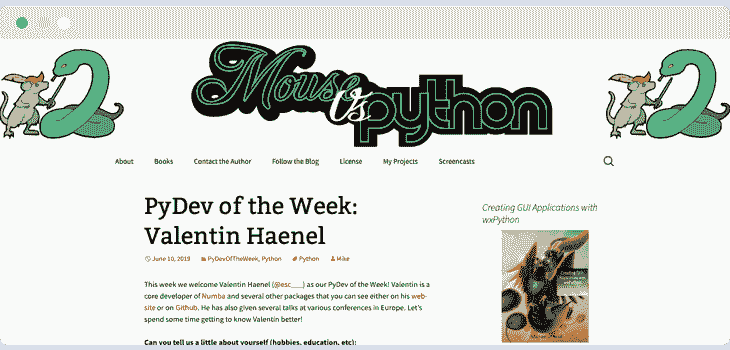 Mouse Vs python
About Books Contact the Author Follow the Blog License My Projects Screencasts
PyDev of the Week:
Valentin Haenel
June 10, 2019 PyDevOfTheWeek, Python Python Mike
This week we welcome Valentin Haenel (@esc___) as our PyDev of the Week! Valentin is a
core developer of Numba and several other packages that you can see either on his web-
site or on Github. He has also given several talks at various conferences in Europe. Let's
spend some time getting to know Valentin better!
Can you tell us a little about yourself (hobbies, education, etc):
Creating GUI Applications with
wxPython